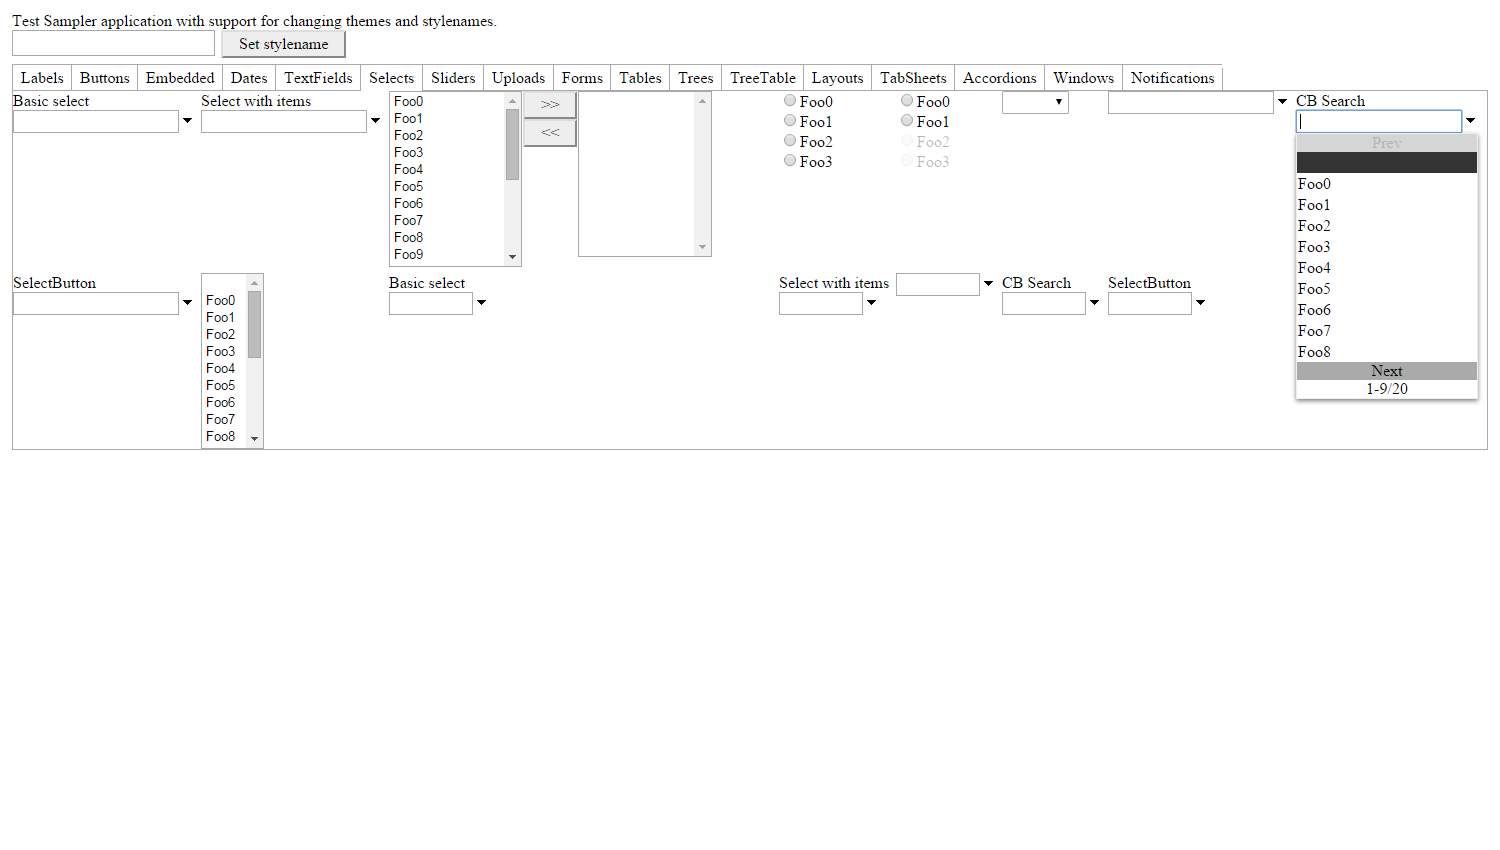 Test Sampler application with support for changing themes and stylenames.
Set stylename
Labels Buttons Embedded Dates TextFields Selects Sliders Uploads Forms Tables Trees TreeTable Layouts TabSheets Accordions Windows Notifications
Basic select
Select with items
Foo0
Foo1
Foo2
Foo3
Foo4
Foo5
Foo6
Foo7
Foo8
Foo9
>>
<<
Foo0
Foo1
Foo2
Foo3
Foo0
Foo1
Foo2
Foo3
CB Search
Prev
Foo0
Foo1
Foo2
Foo3
Foo4
Foo5
Foo6
Foo7
Foo8
Next
1-9/20
SelectButton
Foo0
Foo1
Foo2
Foo3
Foo4
Foo5
Foo6
Foo7
Foo8
Basic select
Select with items
CB Search
SelectButton